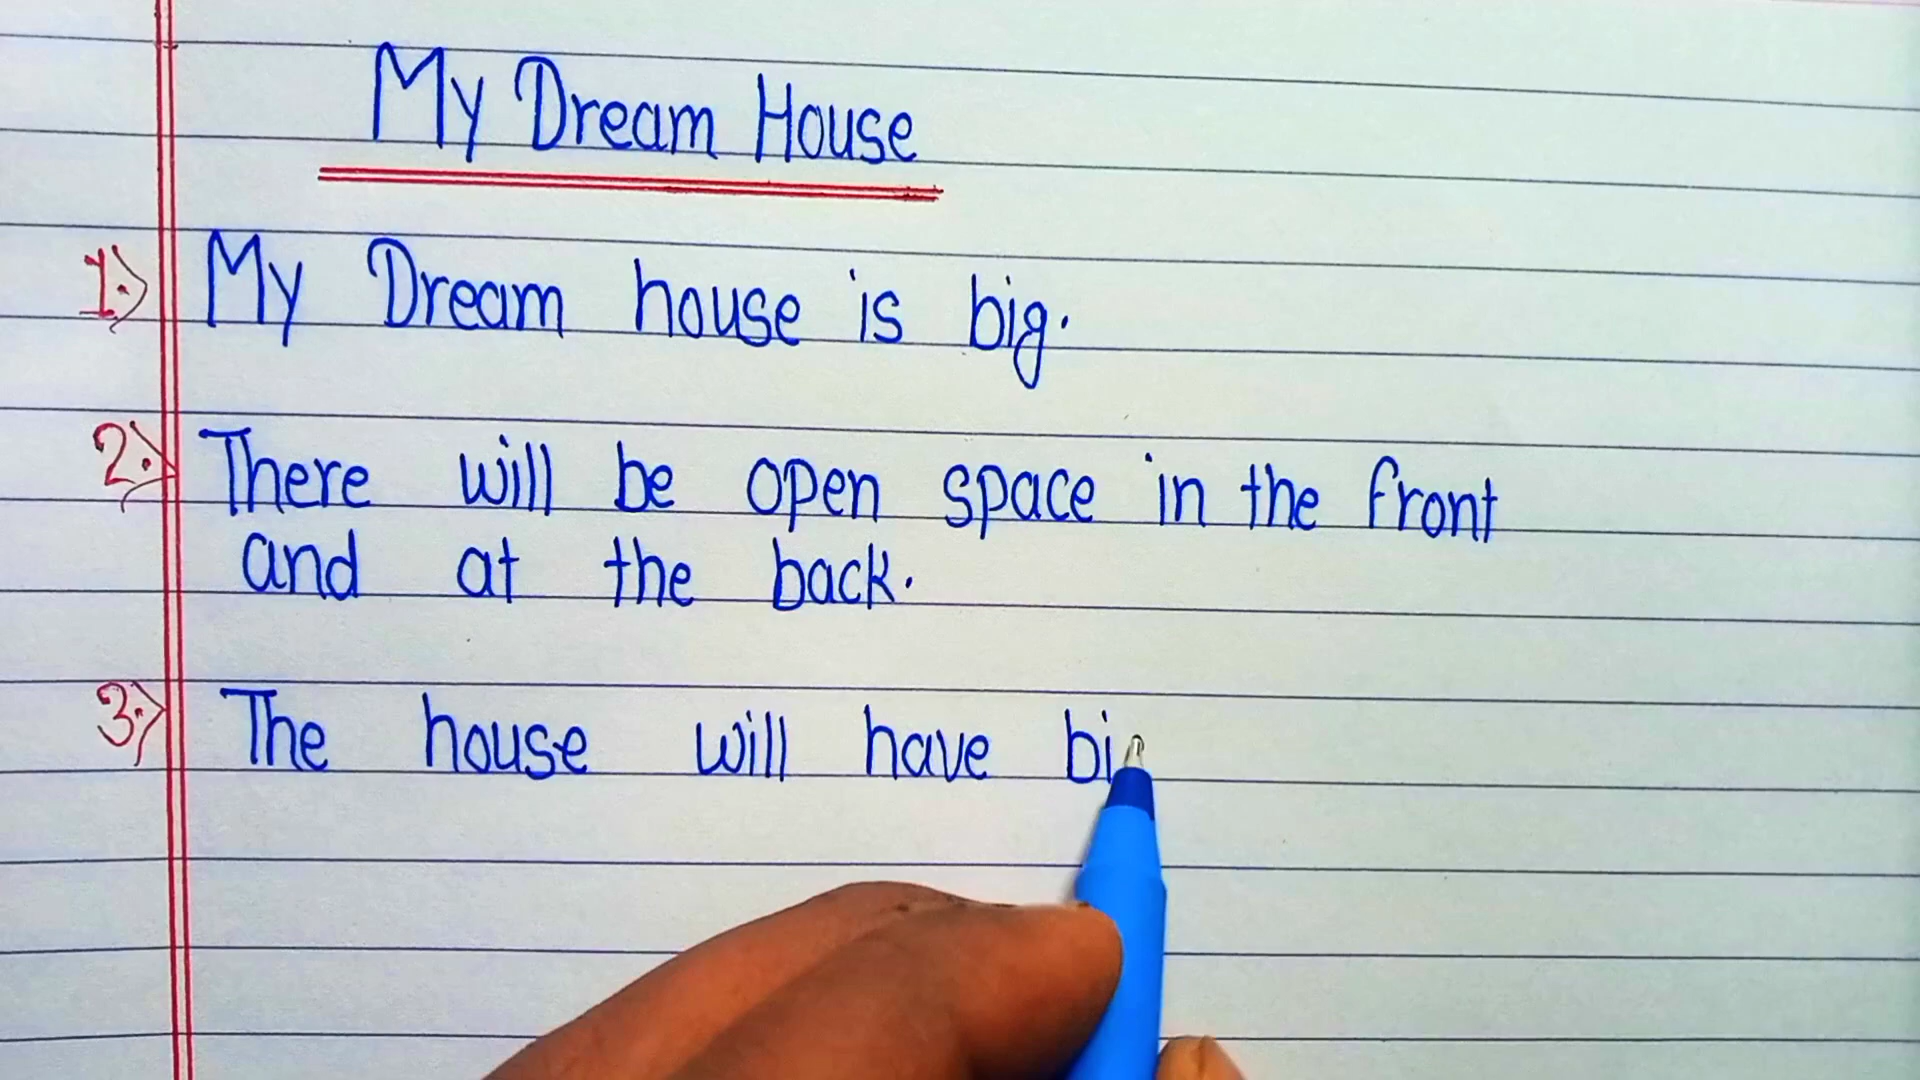 My Dream House
1.) My Dream house is big.
2.) There will be open space in the front
and at the back.
3.) The house will have